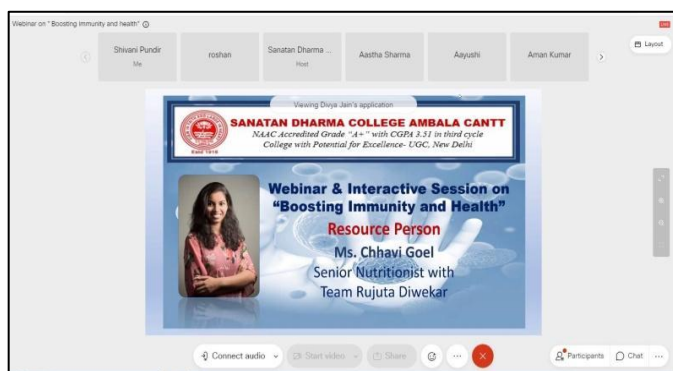 Webinar on "Boosting Immunity and health"
Layout
Shivani Pundir
Me
roshan
Sanatan Dharma ...
Host
Aastha Sharma
Aayushi
Aman Kumar
Viewing Divya Jain's application
SANATAN DHARMA COLLEGE AMBALA CANTT
NAAC Accredited Grade "A+" with CGPA 3.51 in third cycle
College with Potential for Excellence- UGC, New Delhi
Estd 1916
Webinar & Interactive Session on
"Boosting Immunity and Health"
Resource Person
Ms. Chhavi Goel
Senior Nutritionist with
Team Rujuta Diwekar
Connect audio
Start video
Share
Participants
Chat